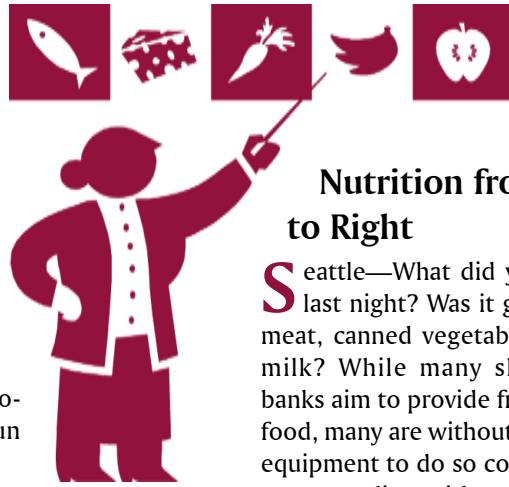 Nutrition fro
to Right
Seattle—What did y
last night? Was it g
meat, canned vegetab
milk? While many sl
banks aim to provide fr
food, many are without
equipment to do so co
o-
un